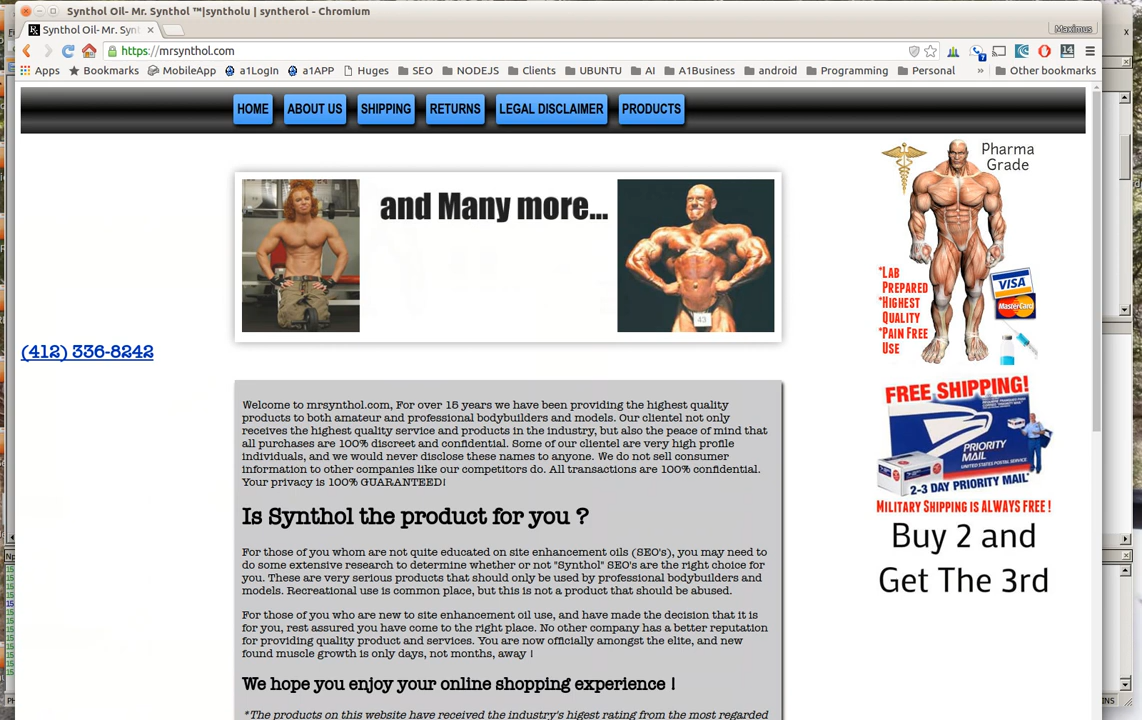 Synthol Oil- Mr. Synthol ™|syntholu | syntherol - Chromium
Synthol Oil- Mr. Synt
Maximus
https://mrsynthol.com
Apps Bookmarks MobileApp a1LogIn a1APP Huges SEO NODEJS Clients UBUNTU AI A1Business android Programming Personal » Other bookmarks
HOME ABOUT US SHIPPING RETURNS LEGAL DISCLAIMER PRODUCTS
Pharma
Grade
and Many more...
43
*LAB
PREPARED
*HIGHEST
QUALITY
*PAIN FREE
USE
VISA
MasterCard
(412) 336-8242
FREE SHIPPING!
PRIORITY
MAIL
UNITED STATES POSTAL SERVICE
2-3 DAY PRIORITY MAIL*
MILITARY SHIPPING IS ALWAYS FREE !
Buy 2 and
Get The 3rd
Welcome to mrsynthol.com, For over 15 years we have been providing the highest quality
products to both amateur and professional bodybuilders and models. Our clientel not only
receives the highest quality service and products in the industry, but also the peace of mind that
all purchases are 100% discreet and confidential. Some of our clientel are very high profile
individuals, and we would never disclose these names to anyone. We do not sell consumer
information to other companies like our competitors do. All transactions are 100% confidential.
Your privacy is 100% GUARANTEED!
Is Synthol the product for you ?
For those of you whom are not quite educated on site enhancement oils (SEO's), you may need to
do some extensive research to determine whether or not "Synthol" SEO's are the right choice for
you. These are very serious products that should only be used by professional bodybuilders and
models. Recreational use is common place, but this is not a product that should be abused.
For those of you who are new to site enhancement oil use, and have made the decision that it is
for you, rest assured you have come to the right place. No other company has a better reputation
for providing quality product and services. You are now officially amongst the elite, and new
found muscle growth is only days, not months, away !
We hope you enjoy your online shopping experience !
*The products on this website have received the industry's higest rating from the most regarded